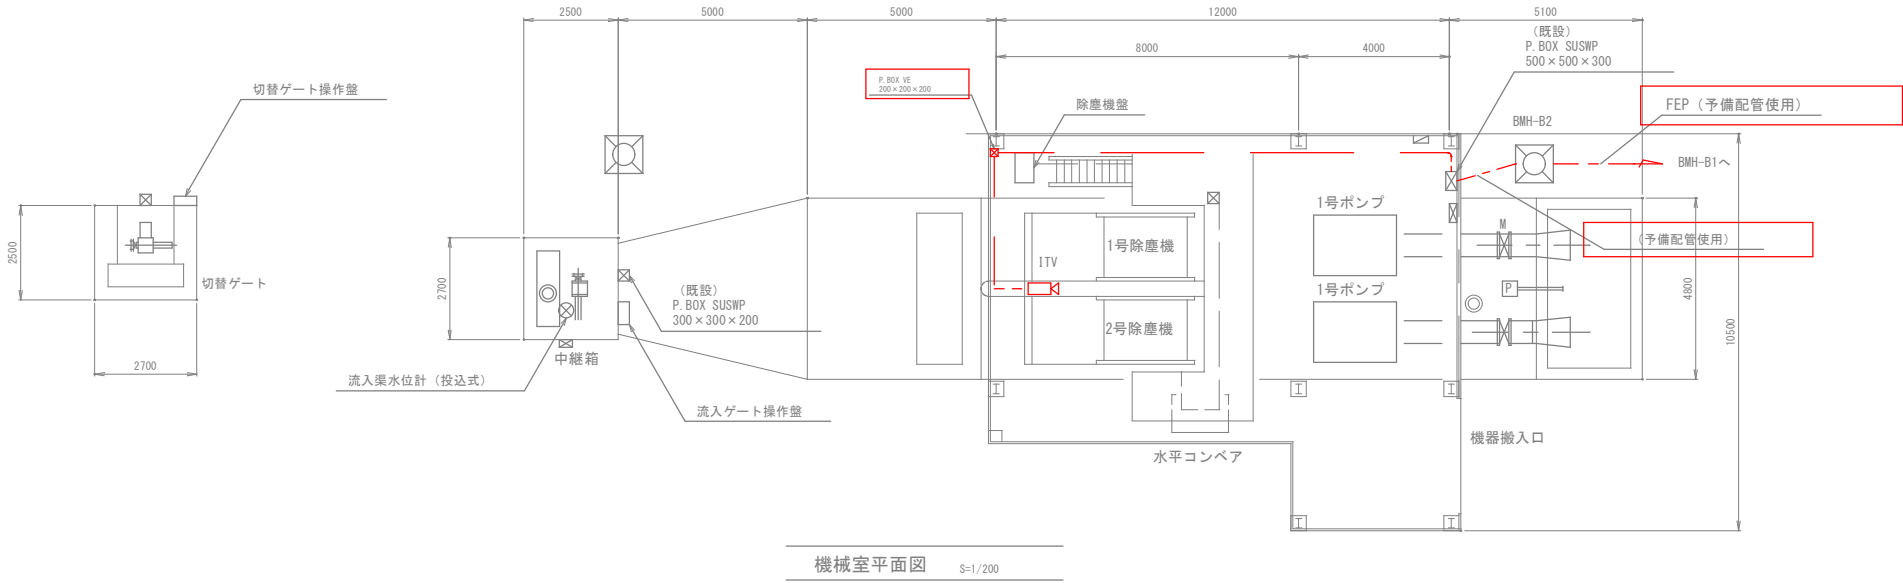 2500
5000
5000
12000
5100
8000
4000
(既設)
P.BOX SUSWP
500×500×300
P.BOX VE
200×200×200
切替ゲート操作盤
除塵機盤
FEP(予備配管使用)
BMH-B2
BMH-B1へ
2500
切替ゲート
2700
2700
(既設)
P.BOX SUSWP
300×300×200
中継箱
流入渠水位計(投込式)
流入ゲート操作盤
ITV
1号除塵機
2号除塵機
1号ポンプ
1号ポンプ
M
P
(予備配管使用)
4800
10500
水平コンベア
機器搬入口
機械室平面図 S=1/200